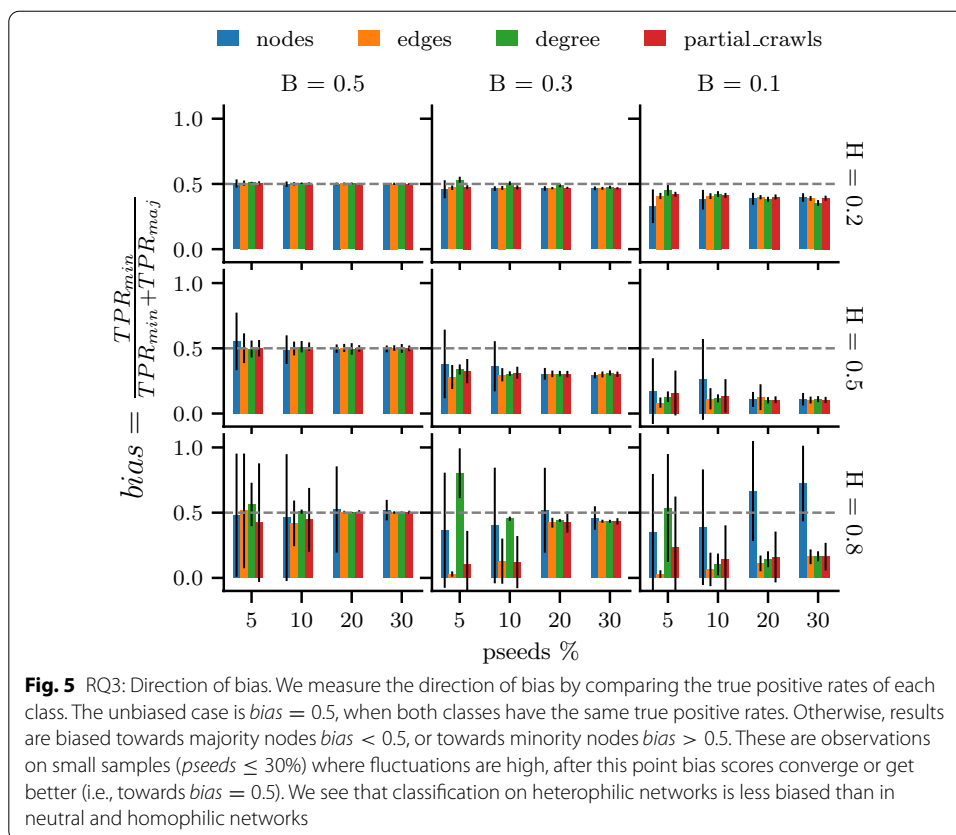 nodes edges degree partial_crawls
B = 0.5 B = 0.3 B = 0.1
1.0
0.5
0.0
H = 0.2
1.0
0.5
0.0
H = 0.5
1.0
0.5
0.0
H = 0.8
bias = TPR_min / TPR_min+TPR_maj
5 10 20 30 5 10 20 30 5 10 20 30
pseeds %
Fig. 5 RQ3: Direction of bias. We measure the direction of bias by comparing the true positive rates of each
class. The unbiased case is bias = 0.5, when both classes have the same true positive rates. Otherwise, results
are biased towards majority nodes bias < 0.5, or towards minority nodes bias > 0.5. These are observations
on small samples (pseeds ≤ 30%) where fluctuations are high, after this point bias scores converge or get
better (i.e., towards bias = 0.5). We see that classification on heterophilic networks is less biased than in
neutral and homophilic networks